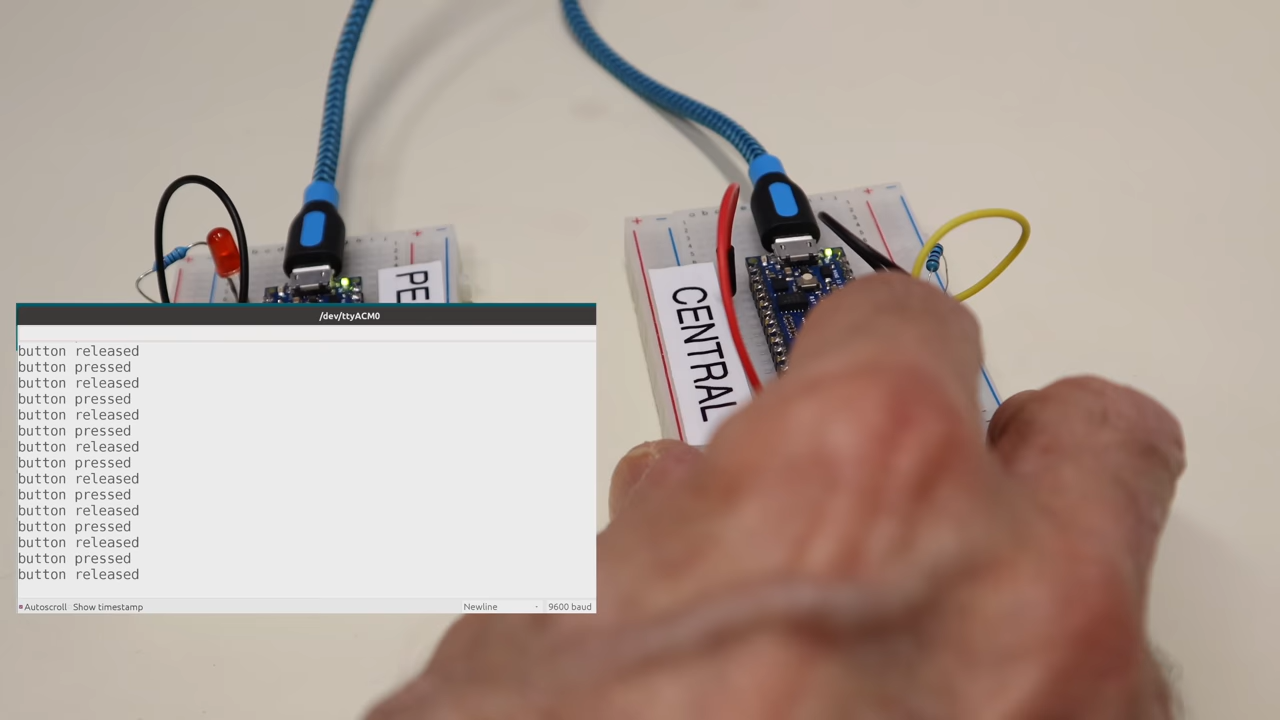 PE
CENTRAL
/dev/ttyACM0
button released
button pressed
button released
button pressed
button released
button pressed
button released
button pressed
button released
button pressed
button released
button pressed
button released
button pressed
button released
Autoscroll Show timestamp
Newline
9600 baud